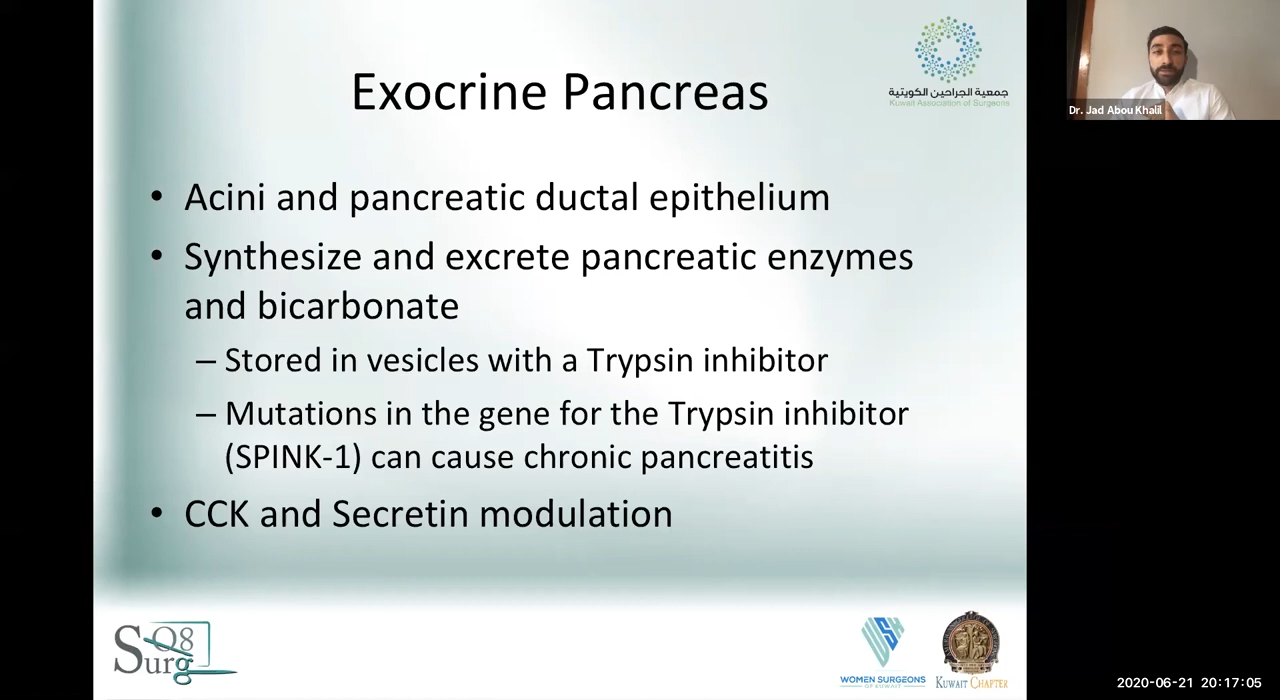 Exocrine Pancreas
جمعية الجراحين الكويتية
Kuwait Association of Surgeons
Dr. Jad Abou Khalil
• Acini and pancreatic ductal epithelium
• Synthesize and excrete pancreatic enzymes
and bicarbonate
– Stored in vesicles with a Trypsin inhibitor
– Mutations in the gene for the Trypsin inhibitor
(SPINK-1) can cause chronic pancreatitis
• CCK and Secretin modulation
Q8
Surg
WOMEN SURGEONS
OF KUWAIT
KUWAIT CHAPTER
2020-06-21 20:17:05